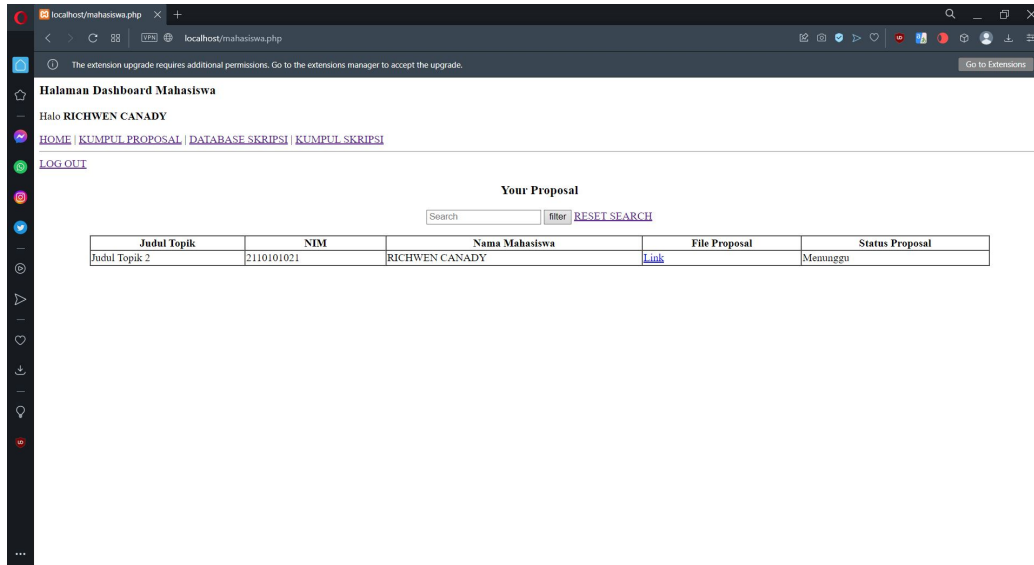 localhost/mahasiswa.php
VPN localhost/mahasiswa.php
The extension upgrade requires additional permissions. Go to the extensions manager to accept the upgrade. Go to Extensions
Halaman Dashboard Mahasiswa
Halo RICHWEN CANADY
HOME | KUMPUL PROPOSAL | DATABASE SKRIPSI | KUMPUL SKRIPSI
LOG OUT
Your Proposal
Search filter RESET SEARCH
Judul Topik NIM Nama Mahasiswa File Proposal Status Proposal
Judul Topik 2 2110101021 RICHWEN CANADY Link Menunggu